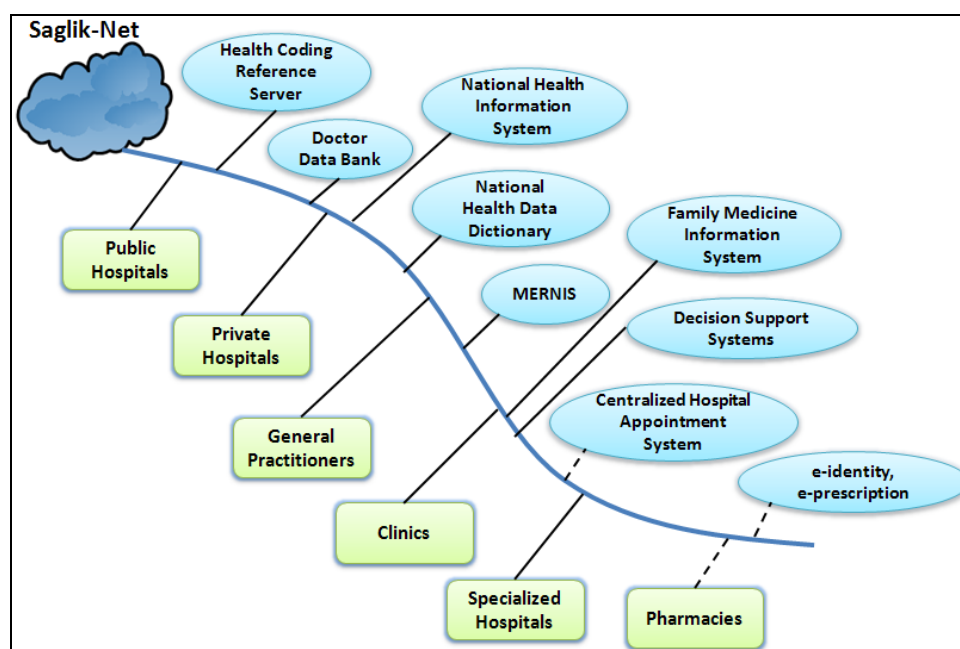 Saglik-Net
Health Coding
Reference
Server
National Health
Information
System
Doctor
Data Bank
National
Health Data
Dictionary
Family Medicine
Information
System
Public
Hospitals
MERNIS
Private
Hospitals
Decision Support
Systems
Centralized Hospital
Appointment
System
General
Practitioners
e-identity,
e-prescription
Clinics
Specialized
Hospitals
Pharmacies